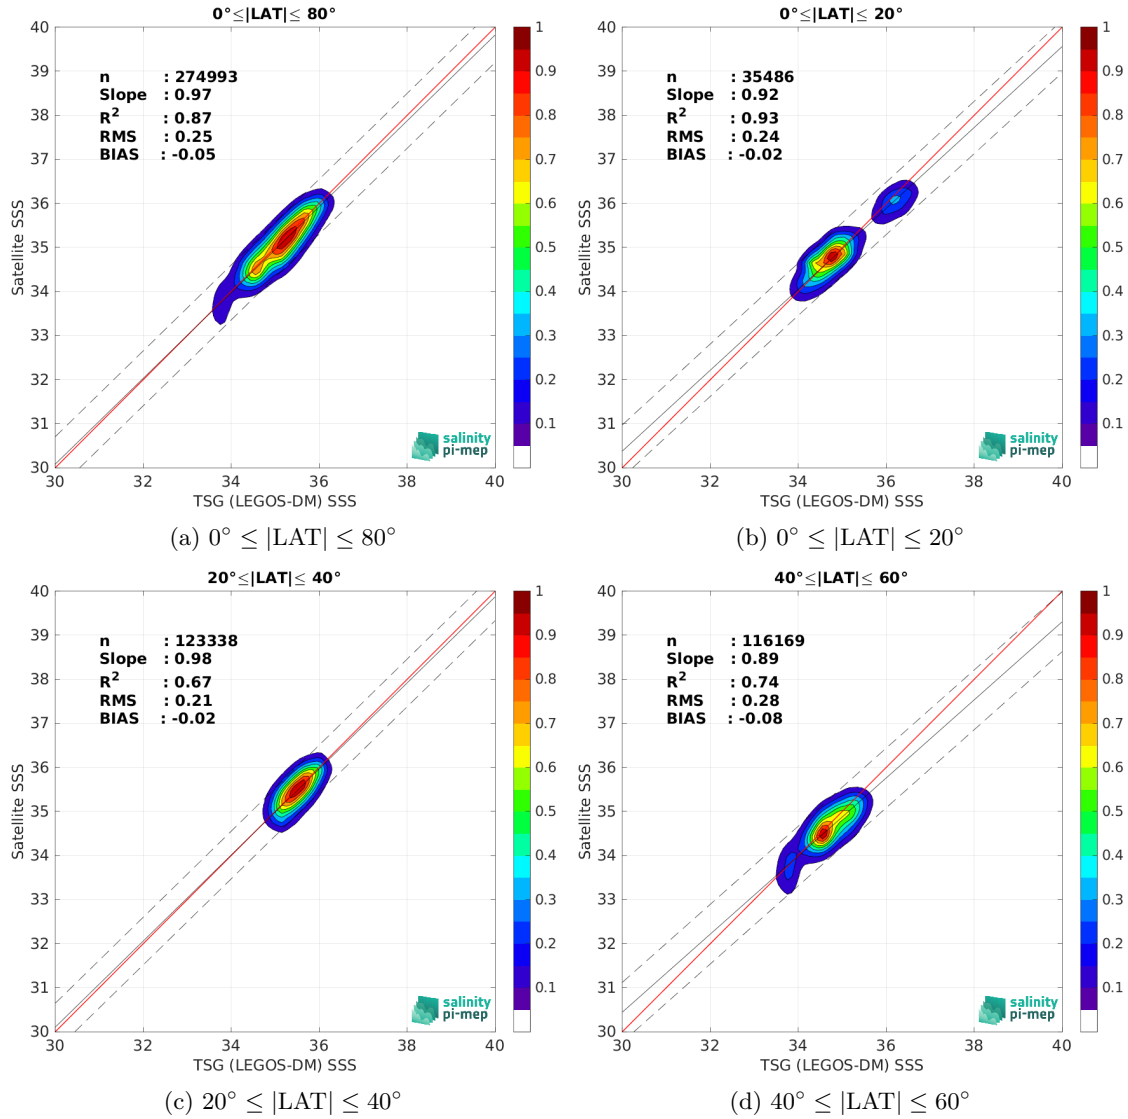 0°≤|LAT|≤ 80°
n : 274993
Slope : 0.97
R² : 0.87
RMS : 0.25
BIAS : -0.05
Satellite SSS
40
39
38
37
36
35
34
33
32
31
30
30 32 34 36 38 40
TSG (LEGOS-DM) SSS
salinity
pi-mep
1
0.9
0.8
0.7
0.6
0.5
0.4
0.3
0.2
0.1
(a) 0° ≤ |LAT| ≤ 80°
0°≤|LAT|≤ 20°
n : 35486
Slope : 0.92
R² : 0.93
RMS : 0.24
BIAS : -0.02
Satellite SSS
40
39
38
37
36
35
34
33
32
31
30
30 32 34 36 38 40
TSG (LEGOS-DM) SSS
salinity
pi-mep
1
0.9
0.8
0.7
0.6
0.5
0.4
0.3
0.2
0.1
(b) 0° ≤ |LAT| ≤ 20°
20°≤|LAT|≤ 40°
n : 123338
Slope : 0.98
R² : 0.67
RMS : 0.21
BIAS : -0.02
Satellite SSS
40
39
38
37
36
35
34
33
32
31
30
30 32 34 36 38 40
TSG (LEGOS-DM) SSS
salinity
pi-mep
1
0.9
0.8
0.7
0.6
0.5
0.4
0.3
0.2
0.1
(c) 20° ≤ |LAT| ≤ 40°
40°≤|LAT|≤ 60°
n : 116169
Slope : 0.89
R² : 0.74
RMS : 0.28
BIAS : -0.08
Satellite SSS
40
39
38
37
36
35
34
33
32
31
30
30 32 34 36 38 40
TSG (LEGOS-DM) SSS
salinity
pi-mep
1
0.9
0.8
0.7
0.6
0.5
0.4
0.3
0.2
0.1
(d) 40° ≤ |LAT| ≤ 60°